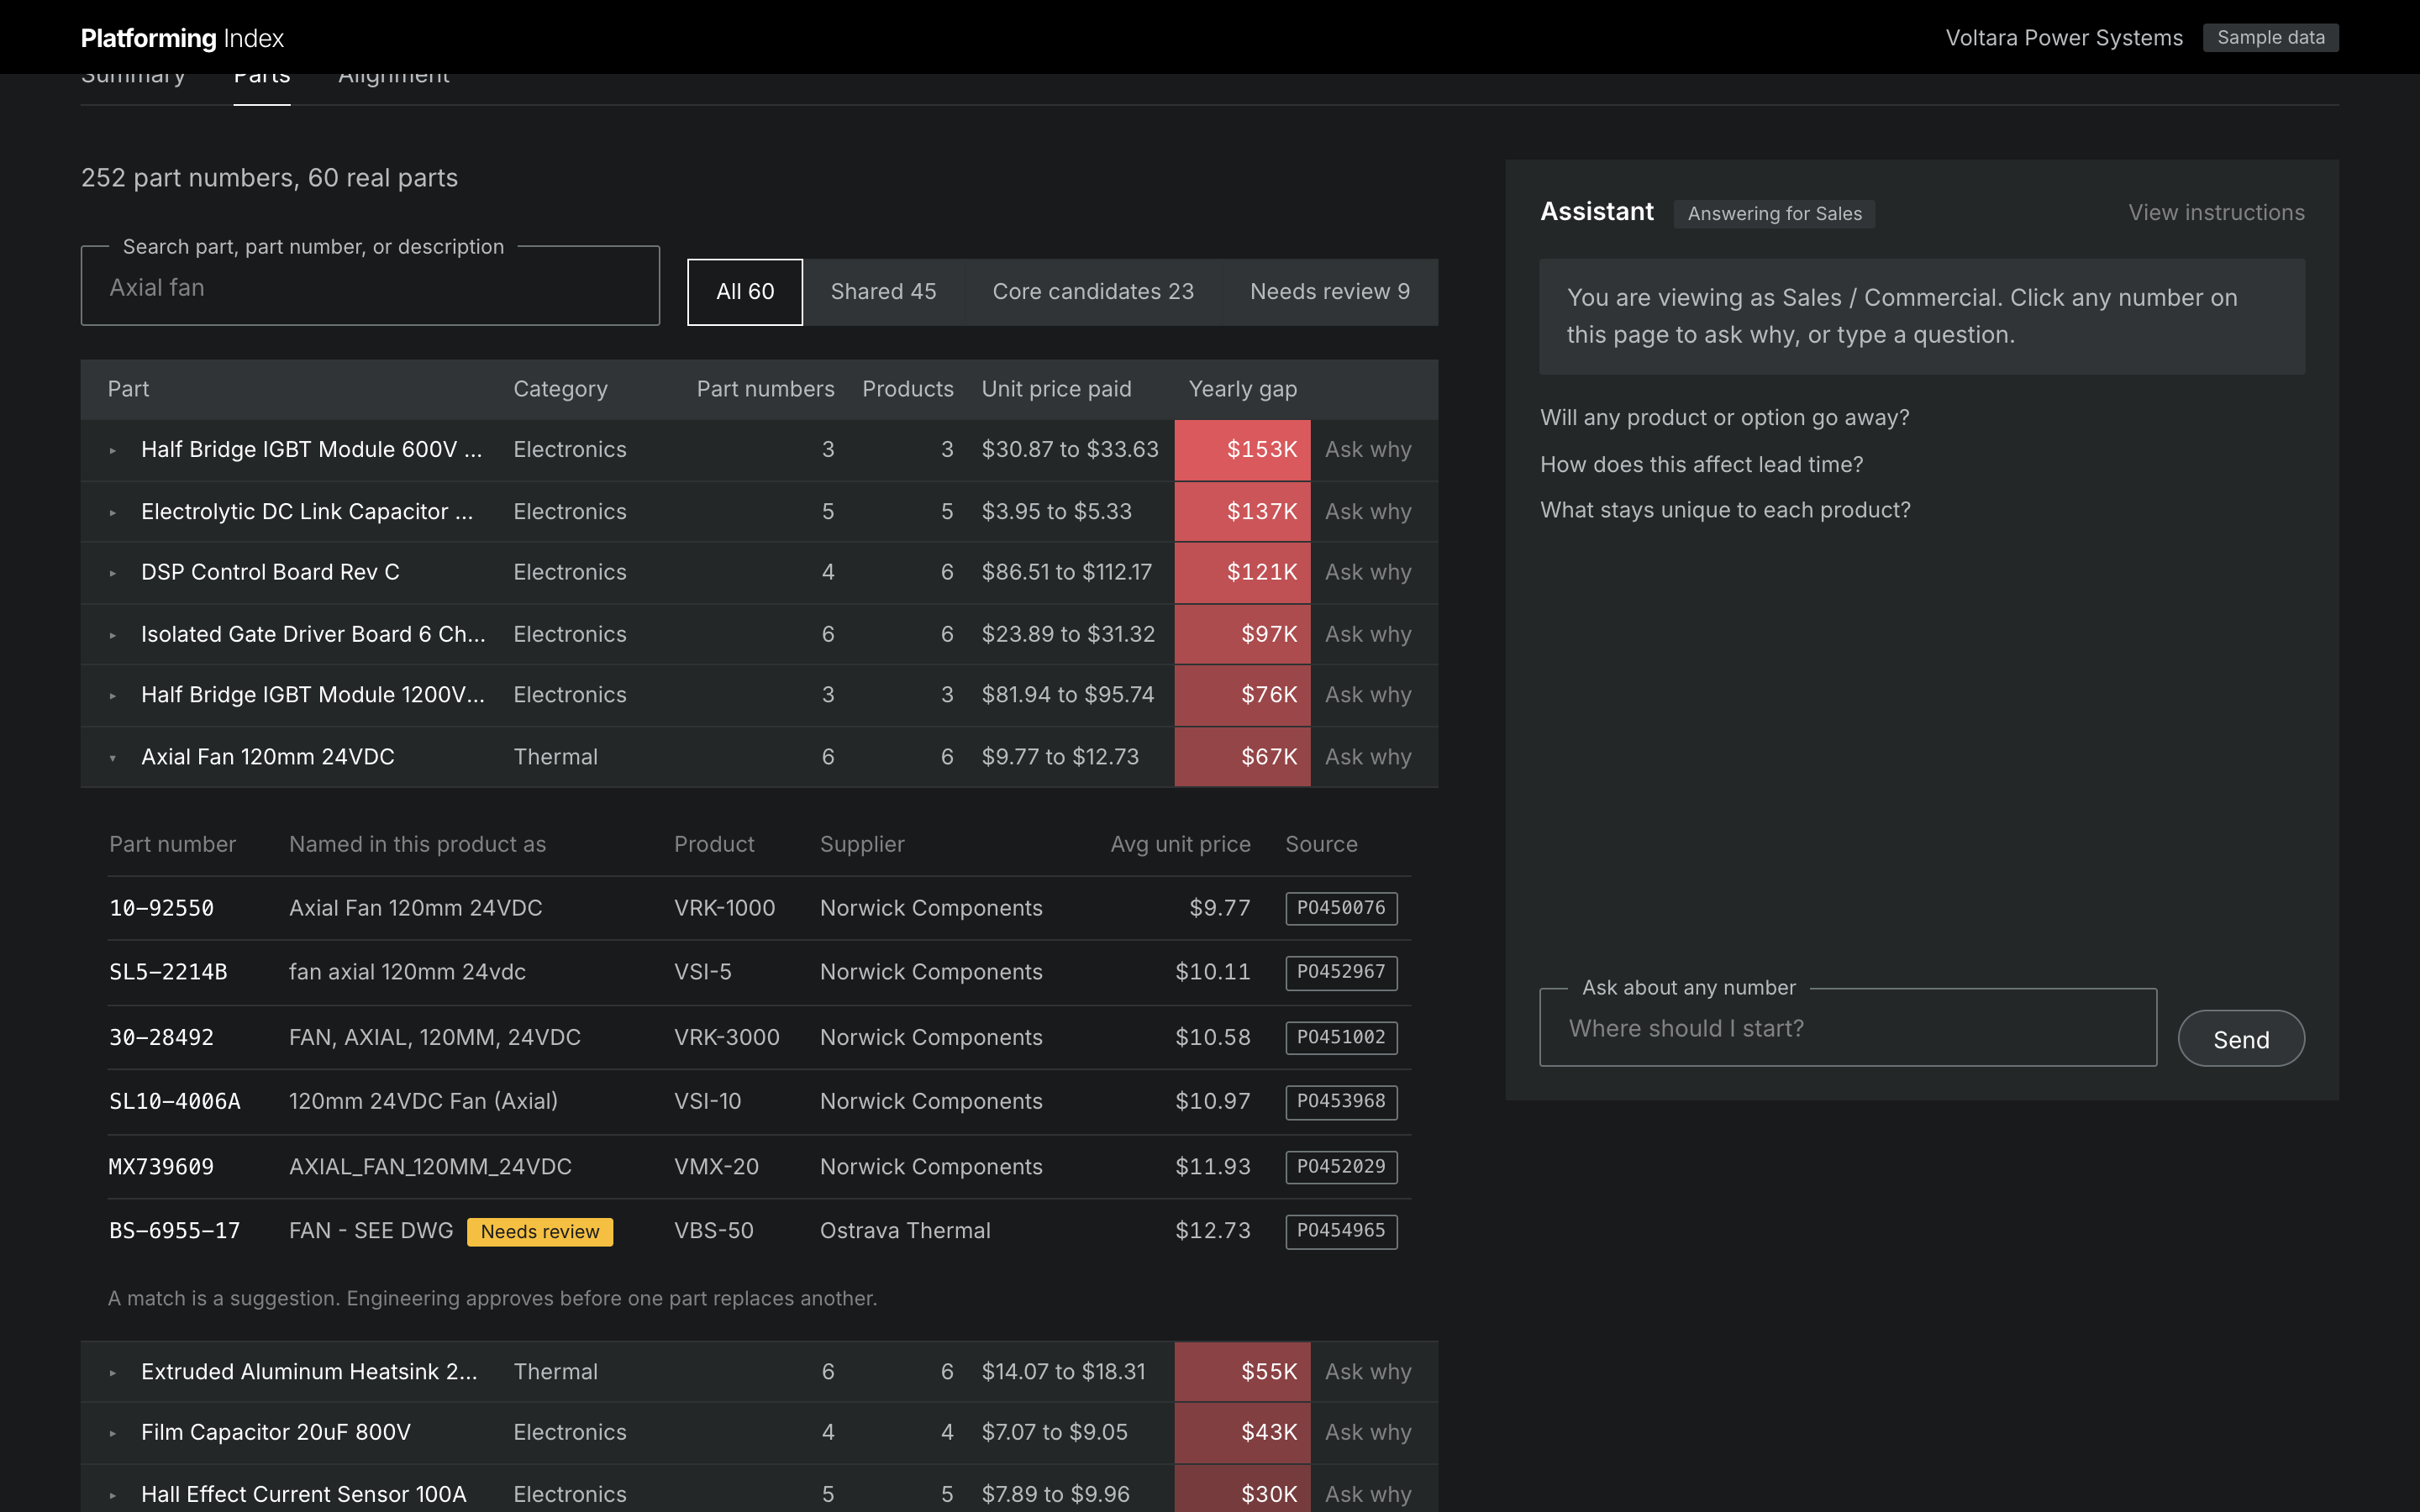 Platforming Index
Voltara Power Systems
Sample data
Summary
Parts
Alignment
252 part numbers, 60 real parts
Search part, part number, or description
Axial fan
All 60
Shared 45
Core candidates 23
Needs review 9
Part Category Part numbers Products Unit price paid Yearly gap
Half Bridge IGBT Module 600V ... Electronics 3 3 $30.87 to $33.63 $153K Ask why
Electrolytic DC Link Capacitor ... Electronics 5 5 $3.95 to $5.33 $137K Ask why
DSP Control Board Rev C Electronics 4 6 $86.51 to $112.17 $121K Ask why
Isolated Gate Driver Board 6 Ch... Electronics 6 6 $23.89 to $31.32 $97K Ask why
Half Bridge IGBT Module 1200V... Electronics 3 3 $81.94 to $95.74 $76K Ask why
Axial Fan 120mm 24VDC Thermal 6 6 $9.77 to $12.73 $67K Ask why
Part number Named in this product as Product Supplier Avg unit price Source
10-92550 Axial Fan 120mm 24VDC VRK-1000 Norwick Components $9.77 PO450076
SL5-2214B fan axial 120mm 24vdc VSI-5 Norwick Components $10.11 PO452967
30-28492 FAN, AXIAL, 120MM, 24VDC VRK-3000 Norwick Components $10.58 PO451002
SL10-4006A 120mm 24VDC Fan (Axial) VSI-10 Norwick Components $10.97 PO453968
MX739609 AXIAL_FAN_120MM_24VDC VMX-20 Norwick Components $11.93 PO452029
BS-6955-17 FAN - SEE DWG Needs review VBS-50 Ostrava Thermal $12.73 PO454965
A match is a suggestion. Engineering approves before one part replaces another.
Extruded Aluminum Heatsink 2... Thermal 6 6 $14.07 to $18.31 $55K Ask why
Film Capacitor 20uF 800V Electronics 4 4 $7.07 to $9.05 $43K Ask why
Hall Effect Current Sensor 100A Electronics 5 5 $7.89 to $9.96 $30K Ask why
Assistant
Answering for Sales
View instructions
You are viewing as Sales / Commercial. Click any number on
this page to ask why, or type a question.
Will any product or option go away?
How does this affect lead time?
What stays unique to each product?
Ask about any number
Where should I start?
Send